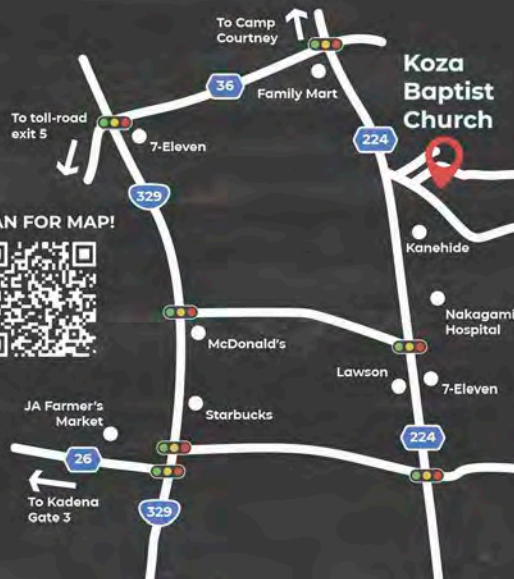 To Camp
Courtney
36
Family Mart
Koza
Baptist
Church
To toll-road
exit 5
7-Eleven
224
329
AN FOR MAP!
Kanehide
Nakagami
Hospital
McDonald's
Lawson
7-Eleven
JA Farmer's
Market
Starbucks
26
224
To Kadena
Gate 3
329